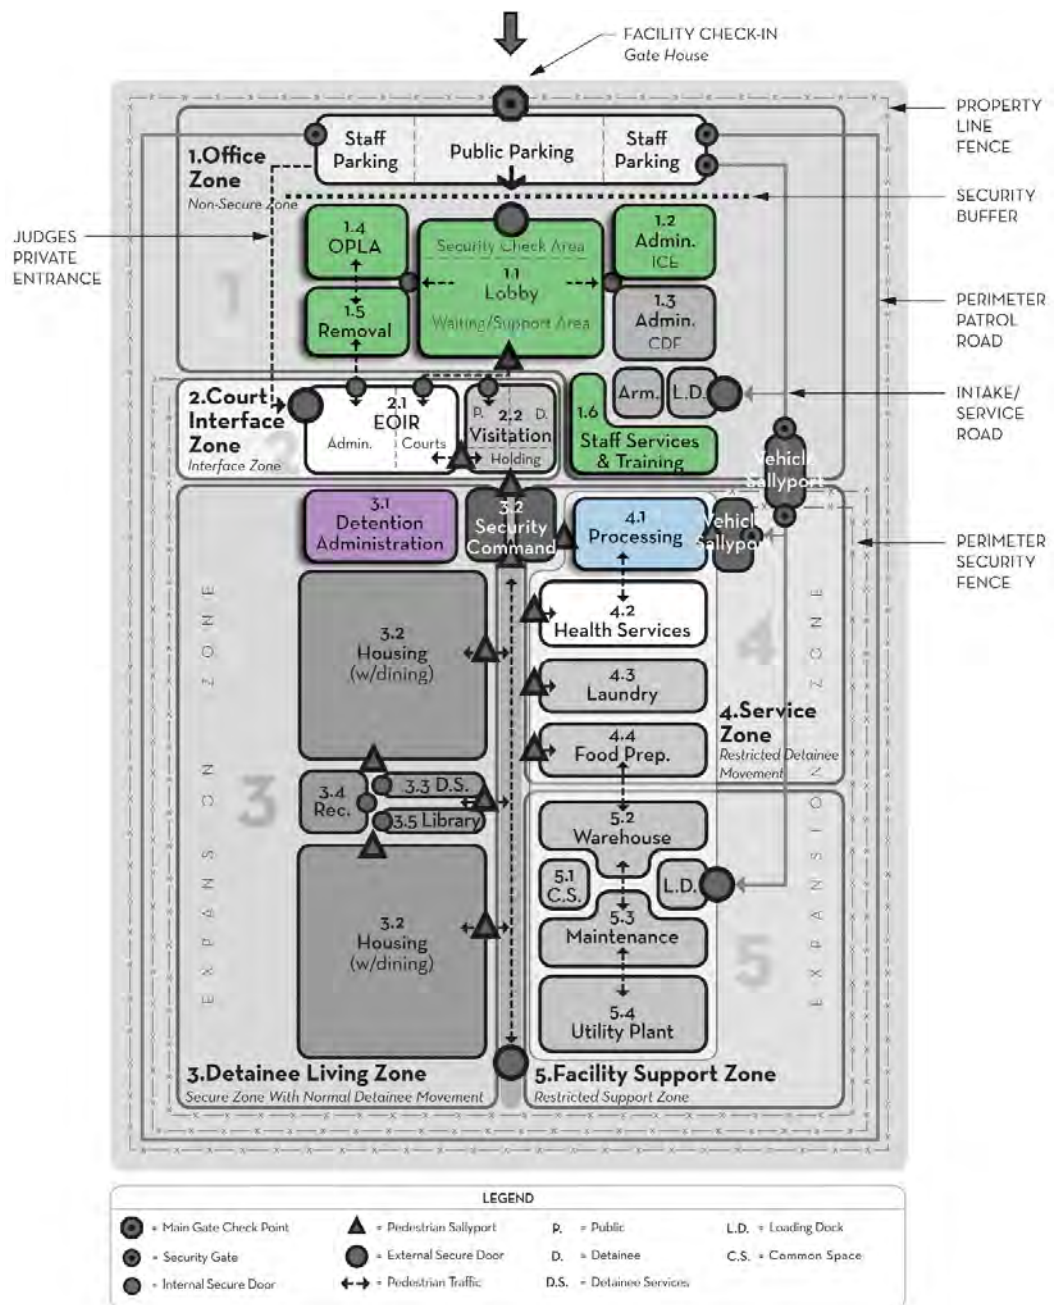 FACILITY CHECK-IN
Gate House
PROPERTY
LINE
FENCE
Staff
Parking
Public Parking
Staff
Parking
1.Office
Zone
Non-Secure Zone
SECURITY
BUFFER
JUDGES
PRIVATE
ENTRANCE
1.4
OPLA
Security Check Area
1.1
Lobby
Waiting/Support Area
1.2
Admin.
ICE
1
1.5
Removal
1.3
Admin.
CDF
PERIMETER
PATROL
ROAD
2.Court
Interface
Zone
Interface Zone
2
2.1
EOIR
Admin.
Courts
P.
2.2
D.
Visitation
Holding
Arm.
L.D.
1.6
Staff Services
& Training
INTAKE/
SERVICE
ROAD
Vehicle
Sallyport
3.1
Detention
Administration
3.2
Security
Command
4.1
Processing
Vehicl
Sallyport
PERIMETER
SECURITY
FENCE
EXPANSION ZONE
3.2
Housing
(w/dining)
4.2
Health Services
4
EXPANSION ZONE
4.3
Laundry
4.Service
Zone
Restricted Detainee
Movement
4.4
Food Prep.
3
3.4
Rec.
3.3 D.S.
3.5 Library
5.2
Warehouse
5.1
C.S.
L.D.
3.2
Housing
(w/dining)
5.3
Maintenance
5
5.4
Utility Plant
3.Detainee Living Zone
Secure Zone With Normal Detainee Movement
5.Facility Support Zone
Restricted Support Zone
LEGEND
= Main Gate Check Point
= Pedestrian Sallyport
P. = Public
L.D. = Loading Dock
= Security Gate
= External Secure Door
D. = Detainee
C.S. = Common Space
= Internal Secure Door
= Pedestrian Traffic
D.S. = Detainee Services